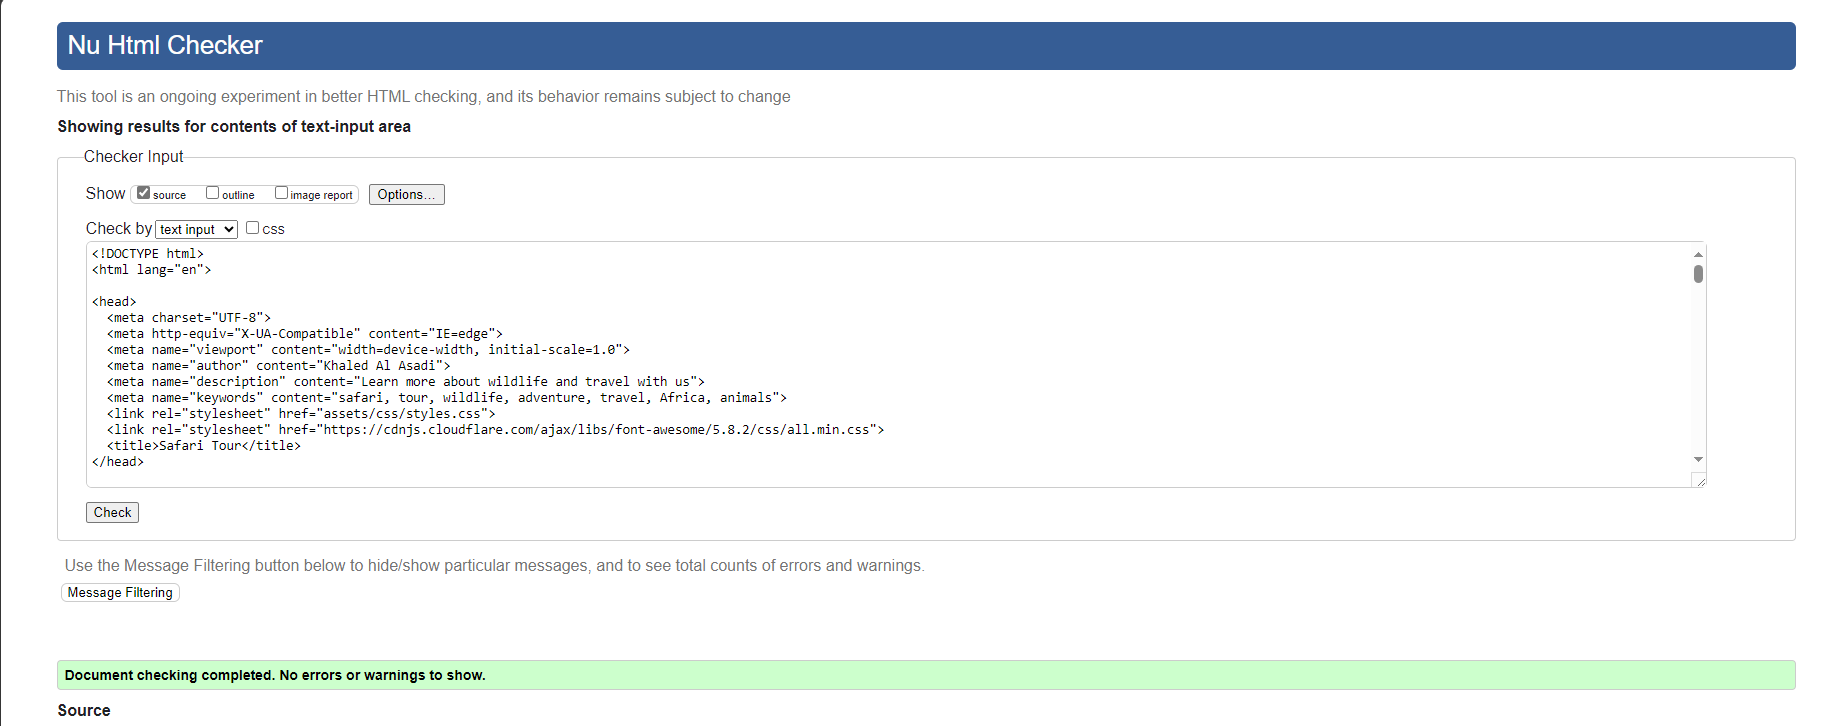 Nu Html Checker
This tool is an ongoing experiment in better HTML checking, and its behavior remains subject to change
Showing results for contents of text-input area
Checker Input
Show source outline image report Options...
Check by text input css
<!DOCTYPE html>
<html lang="en">
<head>
<meta charset="UTF-8">
<meta http-equiv="X-UA-Compatible" content="IE=edge">
<meta name="viewport" content="width=device-width, initial-scale=1.0">
<meta name="author" content="Khaled Al Asadi">
<meta name="description" content="Learn more about wildlife and travel with us">
<meta name="keywords" content="safari, tour, wildlife, adventure, travel, Africa, animals">
<link rel="stylesheet" href="assets/css/styles.css">
<link rel="stylesheet" href="https://cdnjs.cloudflare.com/ajax/libs/font-awesome/5.8.2/css/all.min.css">
<title>Safari Tour</title>
</head>
Check
Use the Message Filtering button below to hide/show particular messages, and to see total counts of errors and warnings.
Message Filtering
Document checking completed. No errors or warnings to show.
Source